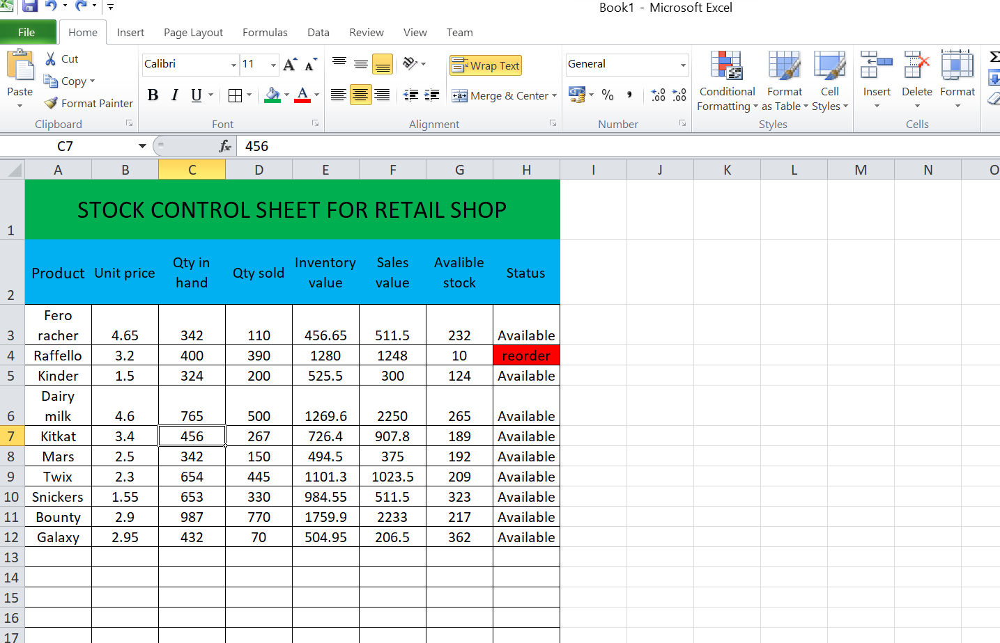 Book1 - Microsoft Excel
File Home Insert Page Layout Formulas Data Review View Team
Cut
Copy
Format Painter
Paste
Clipboard
Calibri 11 A A
B I U A
Font
Wrap Text
Merge & Center
Alignment
General
% , .0 .00 .00 .0
Number
Conditional Formatting
Format as Table
Cell Styles
Styles
Insert Delete Format
Cells
Σ
C7 fx 456
A B C D E F G H I J K L M N O
1 STOCK CONTROL SHEET FOR RETAIL SHOP
2 Product Unit price Qty in hand Qty sold Inventory value Sales value Avalible stock Status
3 Fero racher 4.65 342 110 456.65 511.5 232 Available
4 Raffello 3.2 400 390 1280 1248 10 reorder
5 Kinder 1.5 324 200 525.5 300 124 Available
6 Dairy milk 4.6 765 500 1269.6 2250 265 Available
7 Kitkat 3.4 456 267 726.4 907.8 189 Available
8 Mars 2.5 342 150 494.5 375 192 Available
9 Twix 2.3 654 445 1101.3 1023.5 209 Available
10 Snickers 1.55 653 330 984.55 511.5 323 Available
11 Bounty 2.9 987 770 1759.9 2233 217 Available
12 Galaxy 2.95 432 70 504.95 206.5 362 Available
13
14
15
16
17